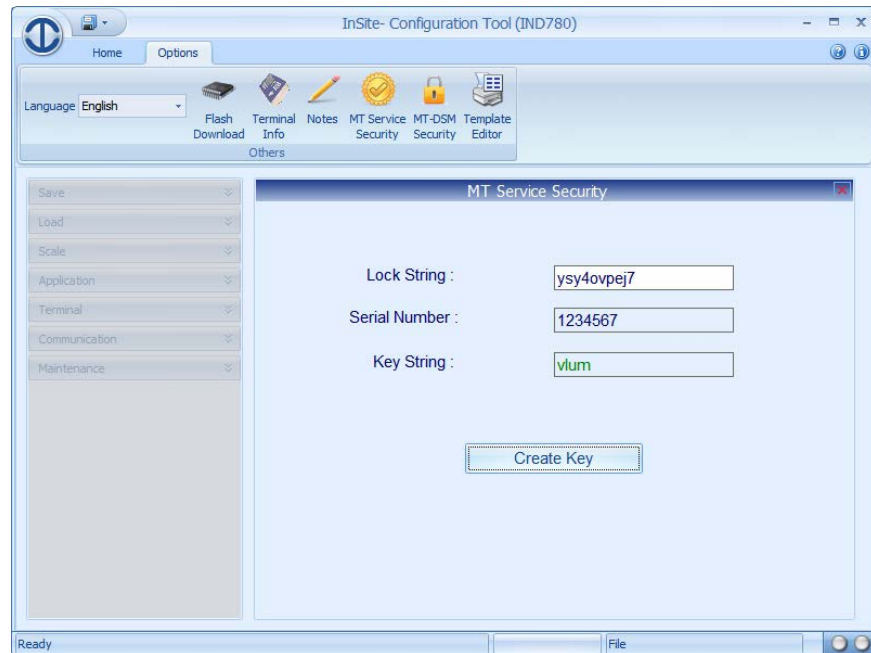 InSite- Configuration Tool (IND780)
Home Options
Language English
Flash Download
Terminal Info
Notes
MT Service Security
MT-DSM Security
Template Editor
Others
Save
Load
Scale
Application
Terminal
Communication
Maintenance
MT Service Security
Lock String : ysy4ovpej7
Serial Number : 1234567
Key String : vlum
Create Key
Ready File